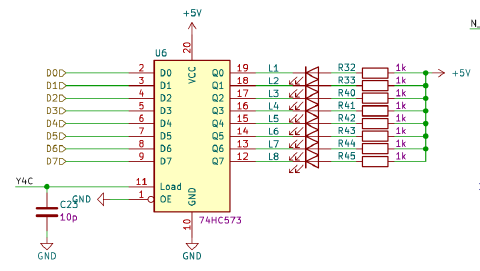 +5V
N_
U6
20
VCC
D0 2 D0 Q0 19 L1 R32 1k
D1 3 D1 Q1 18 L2 R33 1k +5V
D2 4 D2 Q2 17 L3 R40 1k
D3 5 D3 Q3 16 L4 R41 1k
D4 6 D4 Q4 15 L5 R42 1k
D5 7 D5 Q5 14 L6 R43 1k
D6 8 D6 Q6 13 L7 R44 1k
D7 9 D7 Q7 12 L8 R45 1k
Y4C 11 Load
GND 1 OE
GND
C23
10p
10
74HC573
GND
GND